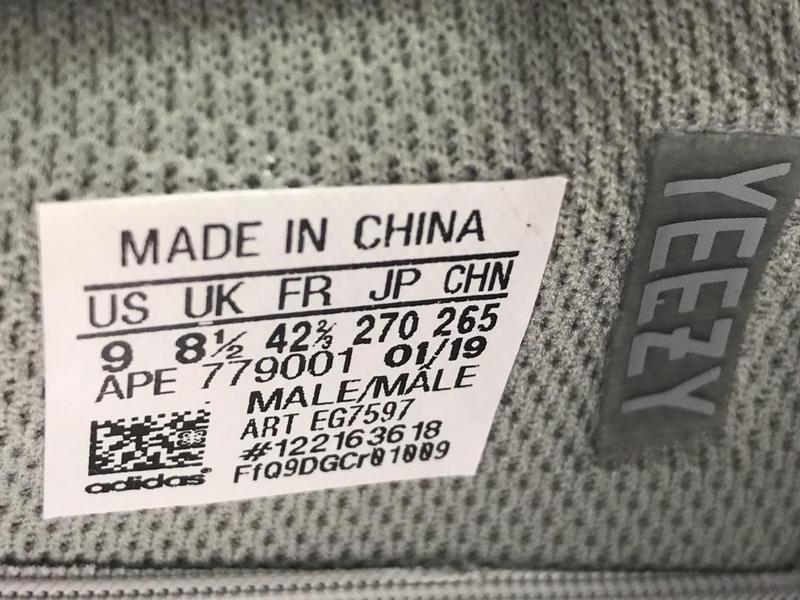 MADE IN CHINA
US UK FR JP CHN
9 8½ 42⅔ 270 265
APE 779001 01/19
MALE/MÂLE
ART EG7597
#122163618
FfQ9DGCr01009
adidas®
YEEZY